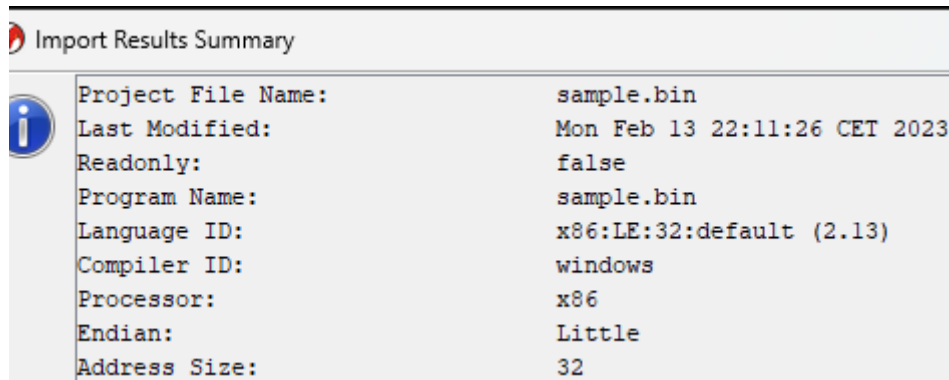 Import Results Summary
Project File Name: sample.bin
Last Modified: Mon Feb 13 22:11:26 CET 2023
Readonly: false
Program Name: sample.bin
Language ID: x86:LE:32:default (2.13)
Compiler ID: windows
Processor: x86
Endian: Little
Address Size: 32